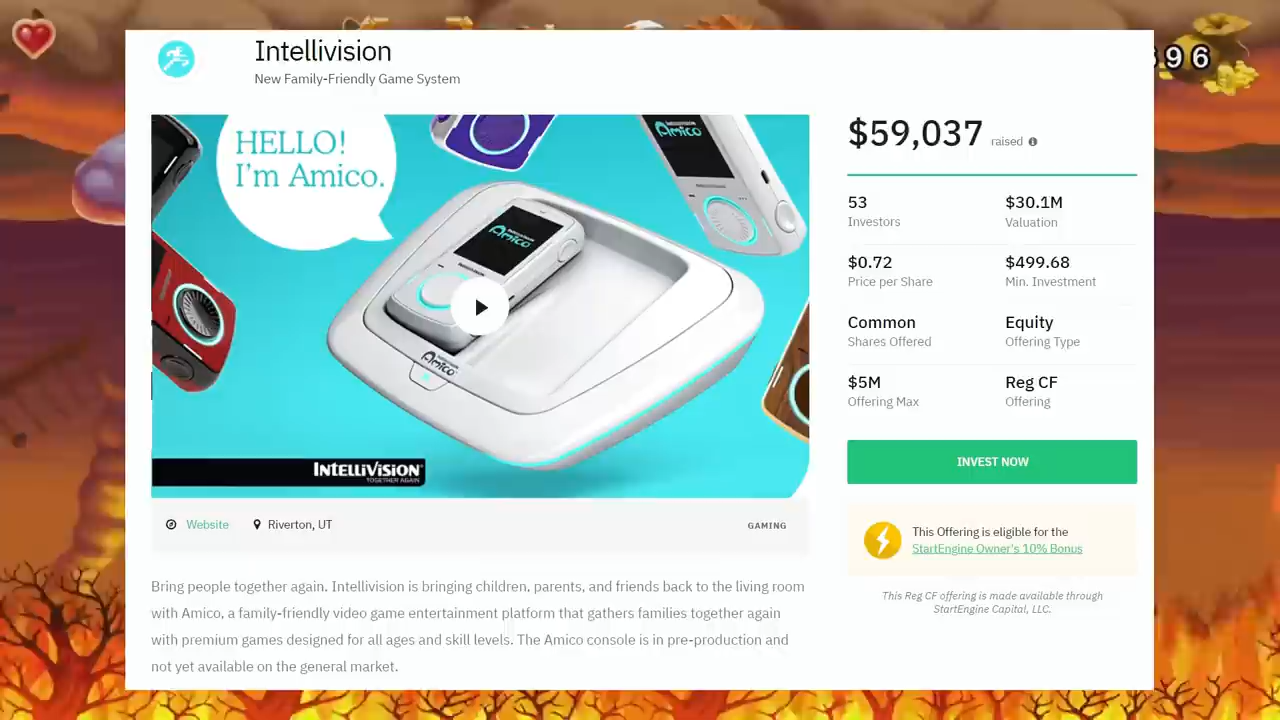 Intellivision
New Family-Friendly Game System
96
HELLO!
I'm Amico.
Amico
Amico
Amico
INTELLIVISION
TOGETHER AGAIN
$59,037 raised
53
Investors
$30.1M
Valuation
$0.72
Price per Share
$499.68
Min. Investment
Common
Shares Offered
Equity
Offering Type
$5M
Offering Max
Reg CF
Offering
INVEST NOW
This Offering is eligible for the
StartEngine Owner's 10% Bonus
This Reg CF offering is made available through
StartEngine Capital, LLC.
Website
Riverton, UT
GAMING
Bring people together again. Intellivision is bringing children, parents, and friends back to the living room
with Amico, a family-friendly video game entertainment platform that gathers families together again
with premium games designed for all ages and skill levels. The Amico console is in pre-production and
not yet available on the general market.